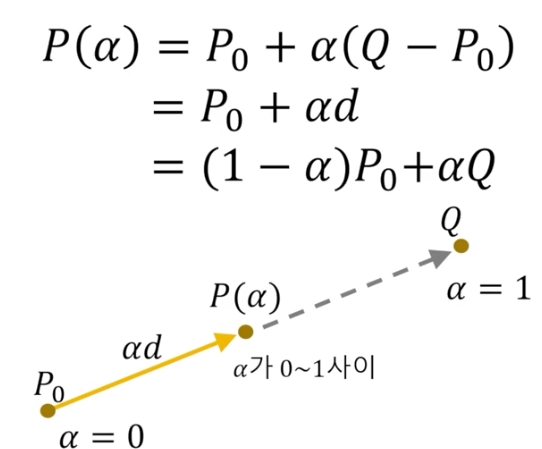 P(α) = P₀ + α(Q − P₀)
= P₀ + αd
= (1 − α)P₀+αQ
Q
α = 1
P(α)
αd
α가 0~1사이
P₀
α = 0